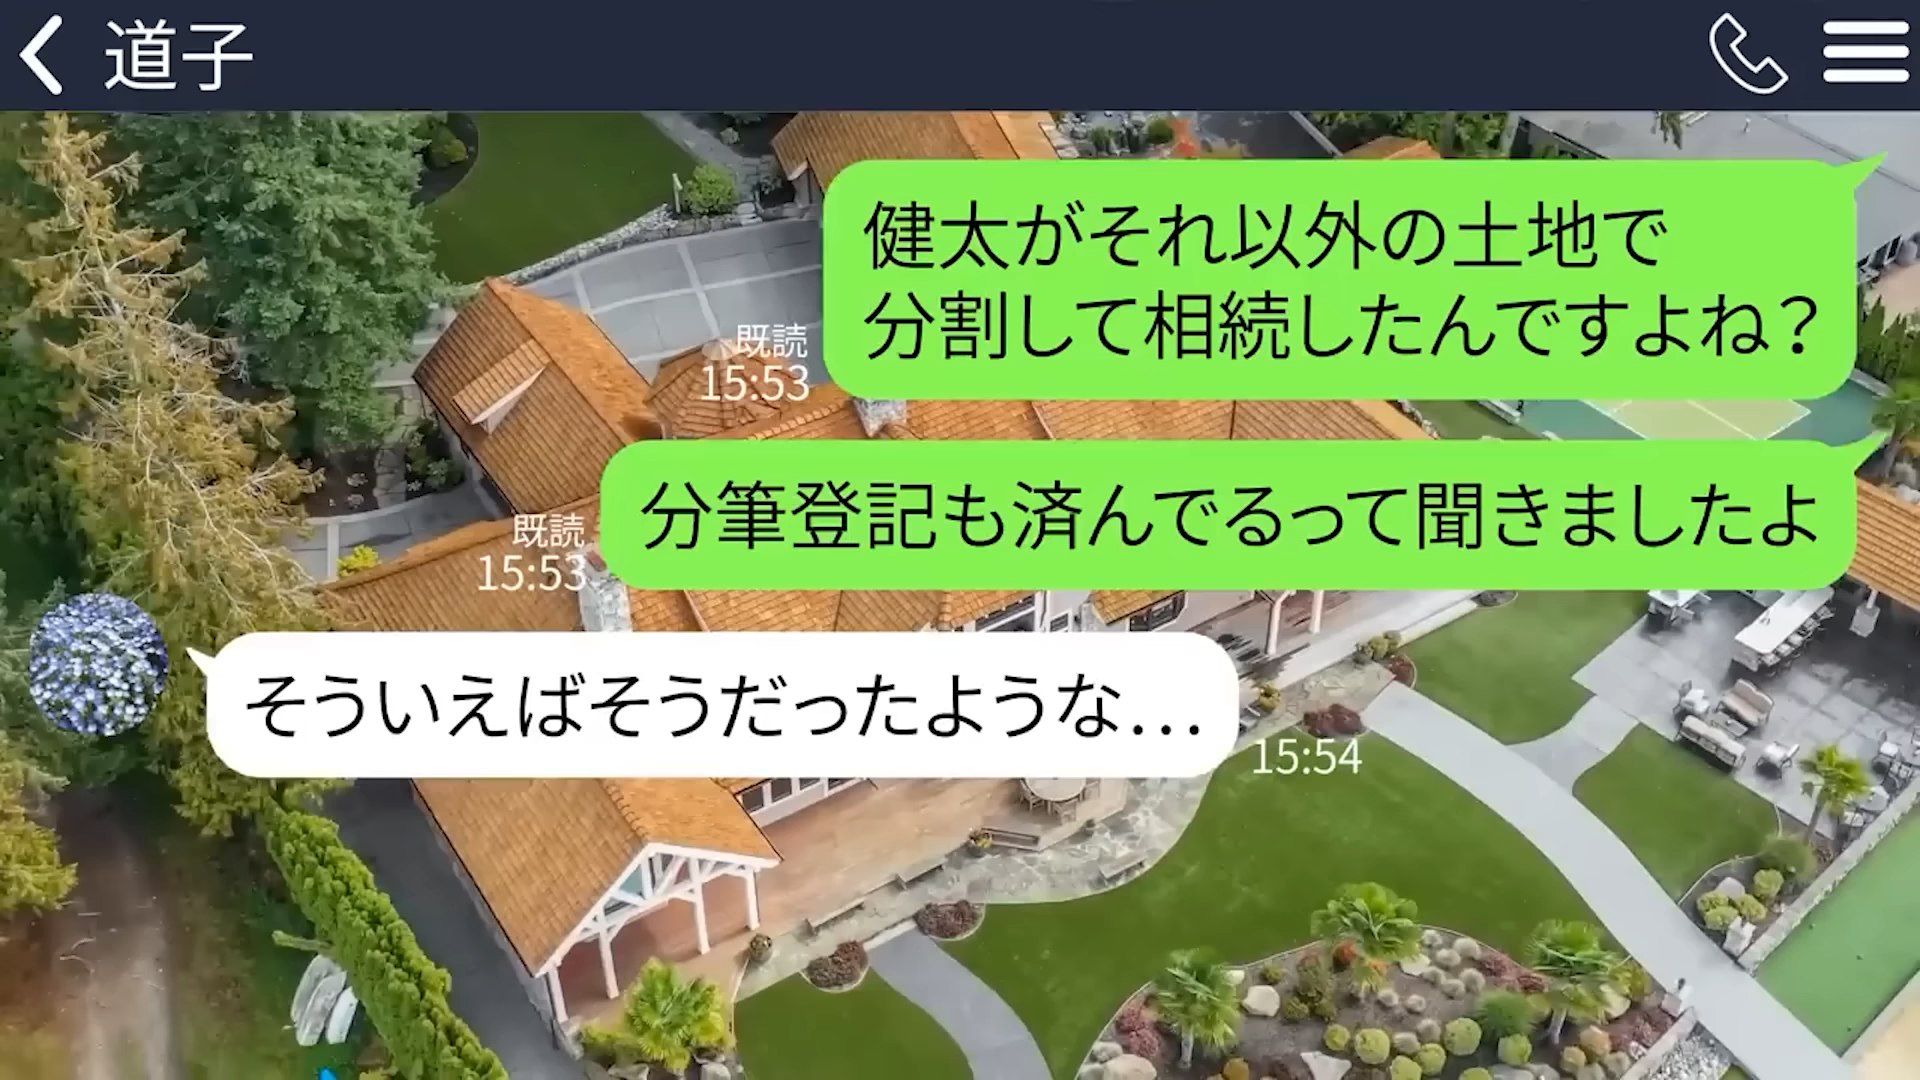 道子
健太がそれ以外の土地で
分割して相続したんですよね？
既読
15:53
分筆登記も済んでるって聞きましたよ
既読
15:53
そういえばそうだったような…
15:54